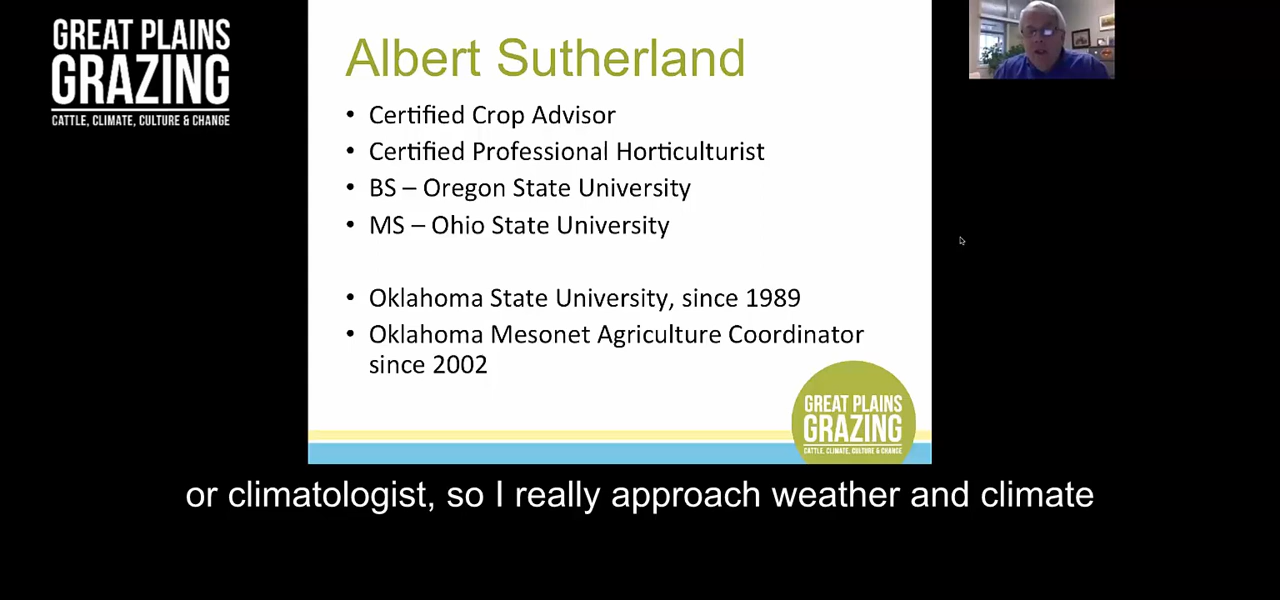 GREAT PLAINS
GRAZING
CATTLE, CLIMATE, CULTURE & CHANGE
Albert Sutherland
• Certified Crop Advisor
• Certified Professional Horticulturist
• BS – Oregon State University
• MS – Ohio State University
• Oklahoma State University, since 1989
• Oklahoma Mesonet Agriculture Coordinator
since 2002
GREAT PLAINS
GRAZING
CATTLE, CLIMATE, CULTURE & CHANGE
or climatologist, so I really approach weather and climate